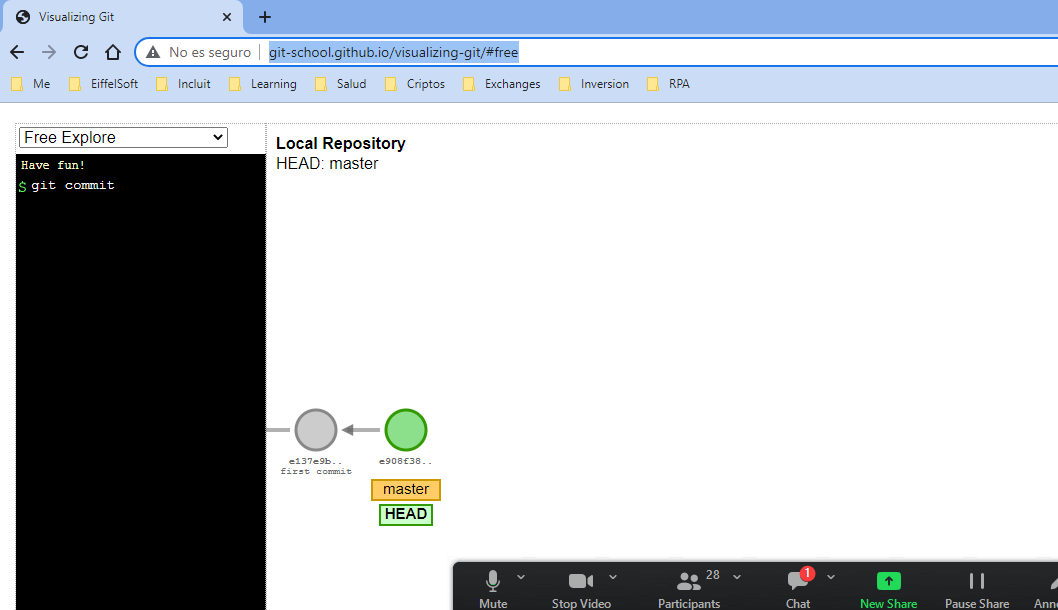 Visualizing Git
No es seguro
git-school.github.io/visualizing-git/#free
Me EiffelSoft Incluit Learning Salud Criptos Exchanges Inversion RPA
Free Explore
Local Repository
HEAD: master
Have fun!
$ git commit
e137e9b.. e908f38..
first commit
master
HEAD
28 1
Mute Stop Video Participants Chat New Share Pause Share